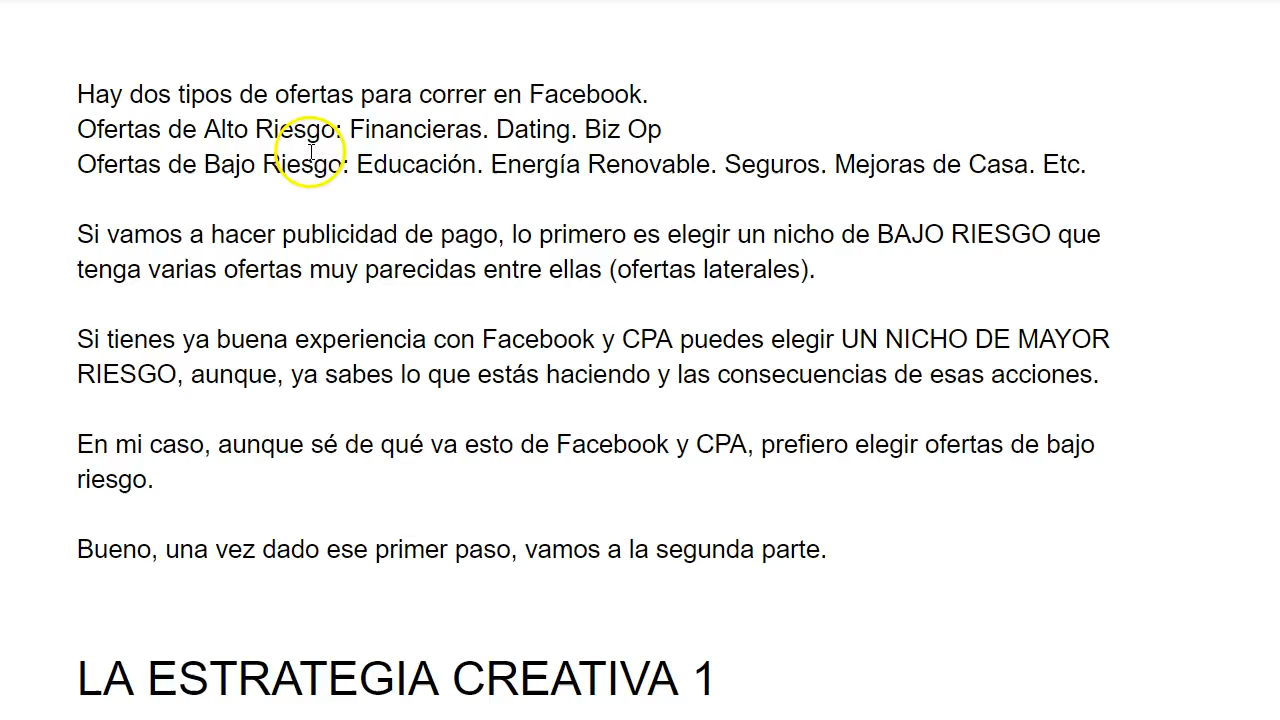 Hay dos tipos de ofertas para correr en Facebook.
Ofertas de Alto Riesgo: Financieras. Dating. Biz Op
Ofertas de Bajo Riesgo: Educación. Energía Renovable. Seguros. Mejoras de Casa. Etc.
Si vamos a hacer publicidad de pago, lo primero es elegir un nicho de BAJO RIESGO que
tenga varias ofertas muy parecidas entre ellas (ofertas laterales).
Si tienes ya buena experiencia con Facebook y CPA puedes elegir UN NICHO DE MAYOR
RIESGO, aunque, ya sabes lo que estás haciendo y las consecuencias de esas acciones.
En mi caso, aunque sé de qué va esto de Facebook y CPA, prefiero elegir ofertas de bajo
riesgo.
Bueno, una vez dado ese primer paso, vamos a la segunda parte.
LA ESTRATEGIA CREATIVA 1